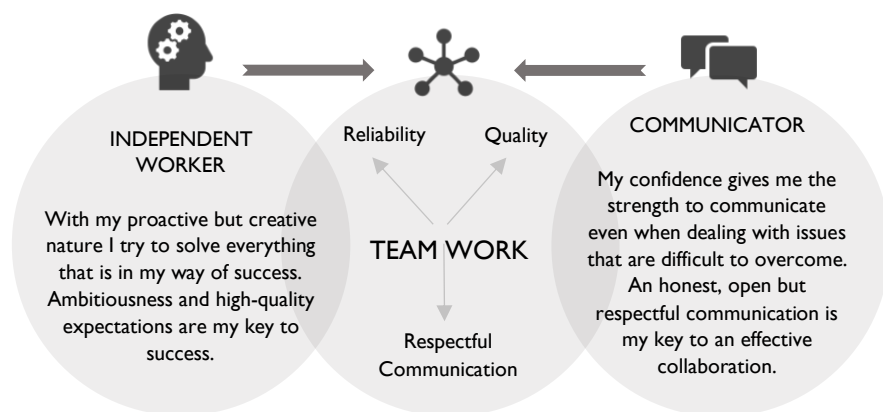 INDEPENDENT
WORKER
With my proactive but creative
nature I try to solve everything
that is in my way of success.
Ambitiousness and high-quality
expectations are my key to
success.
Reliability
Quality
TEAM WORK
Respectful
Communication
COMMUNICATOR
My confidence gives me the
strength to communicate
even when dealing with issues
that are difficult to overcome.
An honest, open but
respectful communication is
my key to an effective
collaboration.